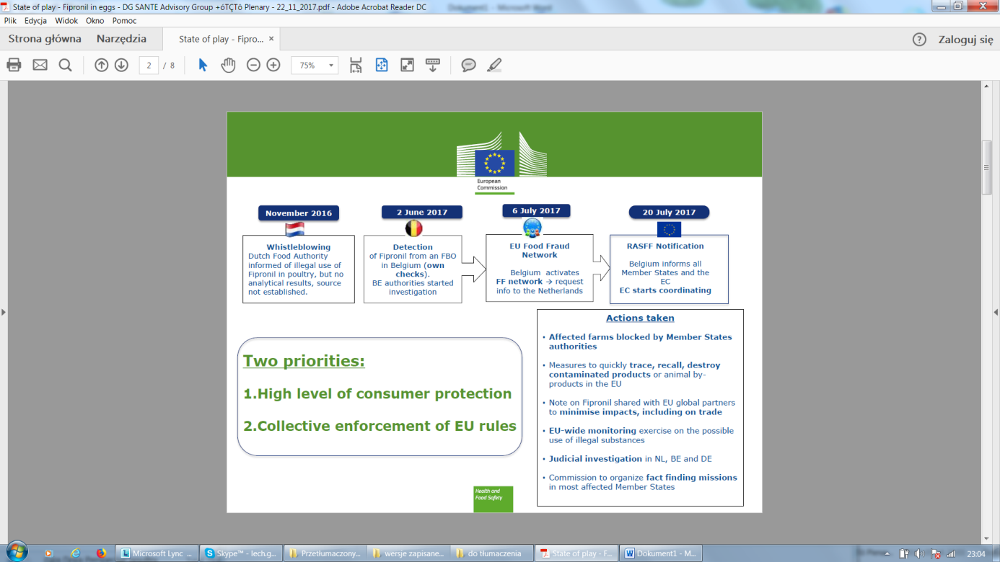 State of play - Fipronil in eggs - DG SANTE Advisory Group +óTÇTò Plenary - 22_11_2017.pdf - Adobe Acrobat Reader DC
Plik Edycja Widok Okno Pomoc
Strona główna Narzędzia State of play - Fipro... × Zaloguj się
2 / 8 75%
European
Commission
November 2016
Whistleblowing
Dutch Food Authority
informed of illegal use of
Fipronil in poultry, but no
analytical results, source
not established.
2 June 2017
Detection
of Fipronil from an FBO
in Belgium (own
checks).
BE authorities started
investigation
6 July 2017
EU Food Fraud
Network
Belgium activates
FF network → request
info to the Netherlands
20 July 2017
RASFF Notification
Belgium informs all
Member States and the
EC
EC starts coordinating
Two priorities:
1.High level of consumer protection
2.Collective enforcement of EU rules
Actions taken
• Affected farms blocked by Member States
authorities
• Measures to quickly trace, recall, destroy
contaminated products or animal by-
products in the EU
• Note on Fipronil shared with EU global partners
to minimise impacts, including on trade
• EU-wide monitoring exercise on the possible
use of illegal substances
• Judicial investigation in NL, BE and DE
• Commission to organize fact finding missions
in most affected Member States
Health and
Food Safety
Microsoft Lync ... Skype™ - lech.g... Przetłumaczony... wersje zapisane... do tłumaczenia State of play - F... Dokument1 - M... 23:04